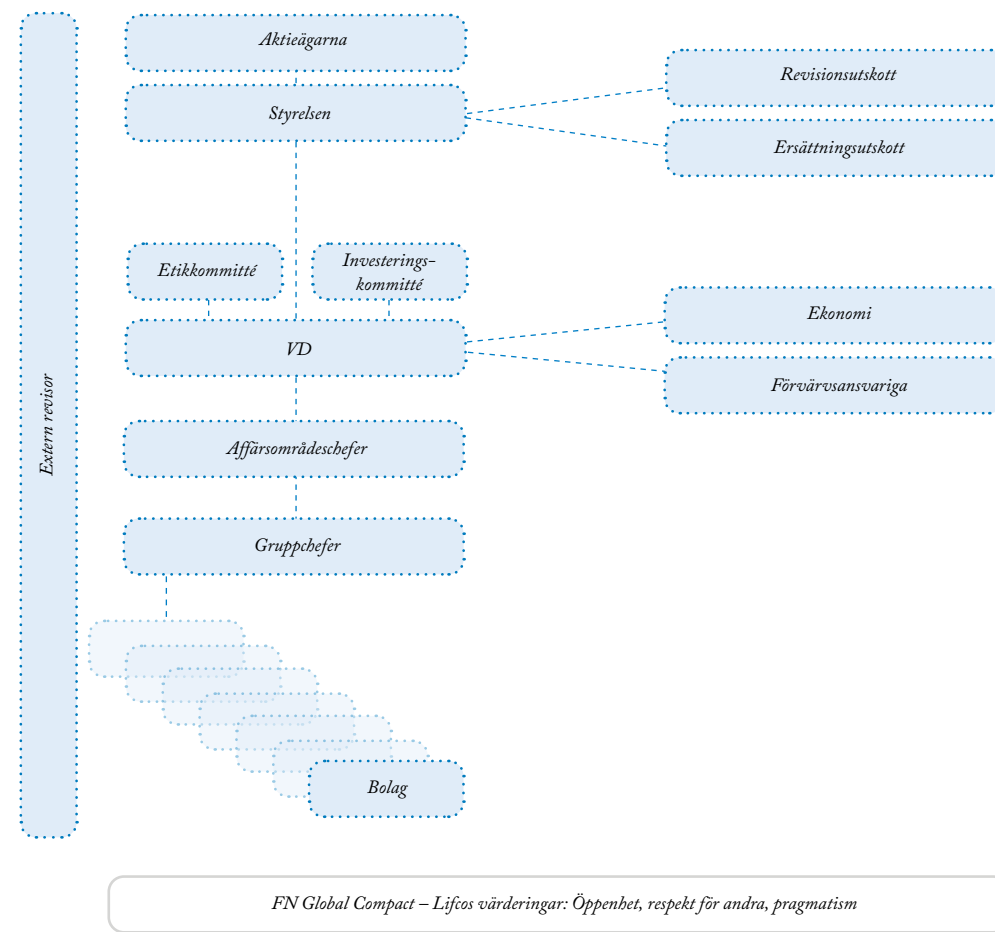 Aktieägarna
Revisionsutskott
Styrelsen
Ersättningsutskott
Etikkommitté
Investerings-
kommitté
Ekonomi
VD
Förvärvsansvariga
Extern revisor
Affärsområdeschefer
Gruppchefer
Bolag
FN Global Compact – Lifcos värderingar: Öppenhet, respekt för andra, pragmatism